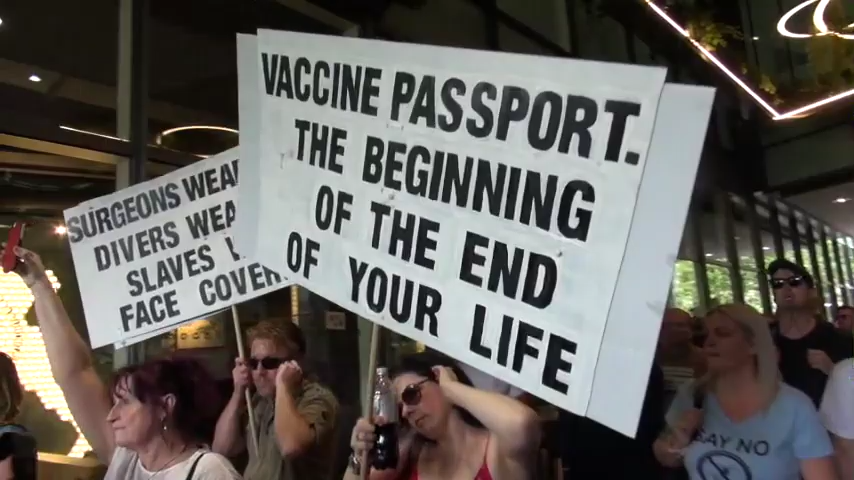 VACCINE PASSPORT.
THE BEGINNING
OF THE END
OF YOUR LIFE
SURGEONS WEAR
DIVERS WEAR
SLAVES
FACE COVER
SAY NO